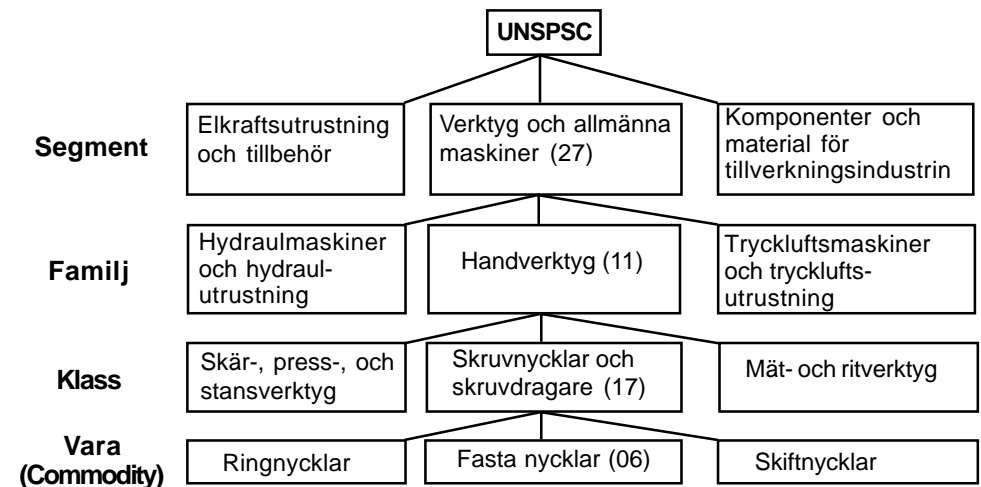 UNSPSC
Segment
Elkraftsutrustning
och tillbehör
Verktyg och allmänna
maskiner (27)
Komponenter och
material för
tillverkningsindustrin
Familj
Hydraulmaskiner
och hydraul-
utrustning
Handverktyg (11)
Tryckluftsmaskiner
och trycklufts-
utrustning
Klass
Skär-, press-, och
stansverktyg
Skruvnycklar och
skruvdragare (17)
Mät- och ritverktyg
Vara
(Commodity)
Ringnycklar
Fasta nycklar (06)
Skiftnycklar